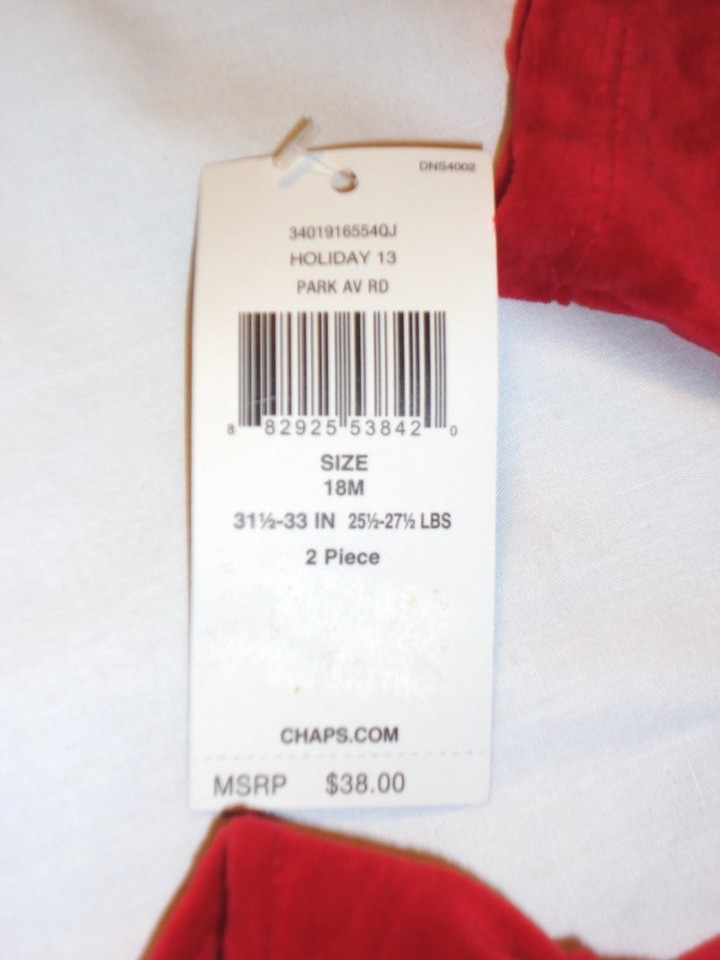 DNS4002
3401916554QJ
HOLIDAY 13
PARK AV RD
8 82925 53842 0
SIZE
18M
31½-33 IN 25½-27½ LBS
2 Piece
CHAPS.COM
MSRP $38.00